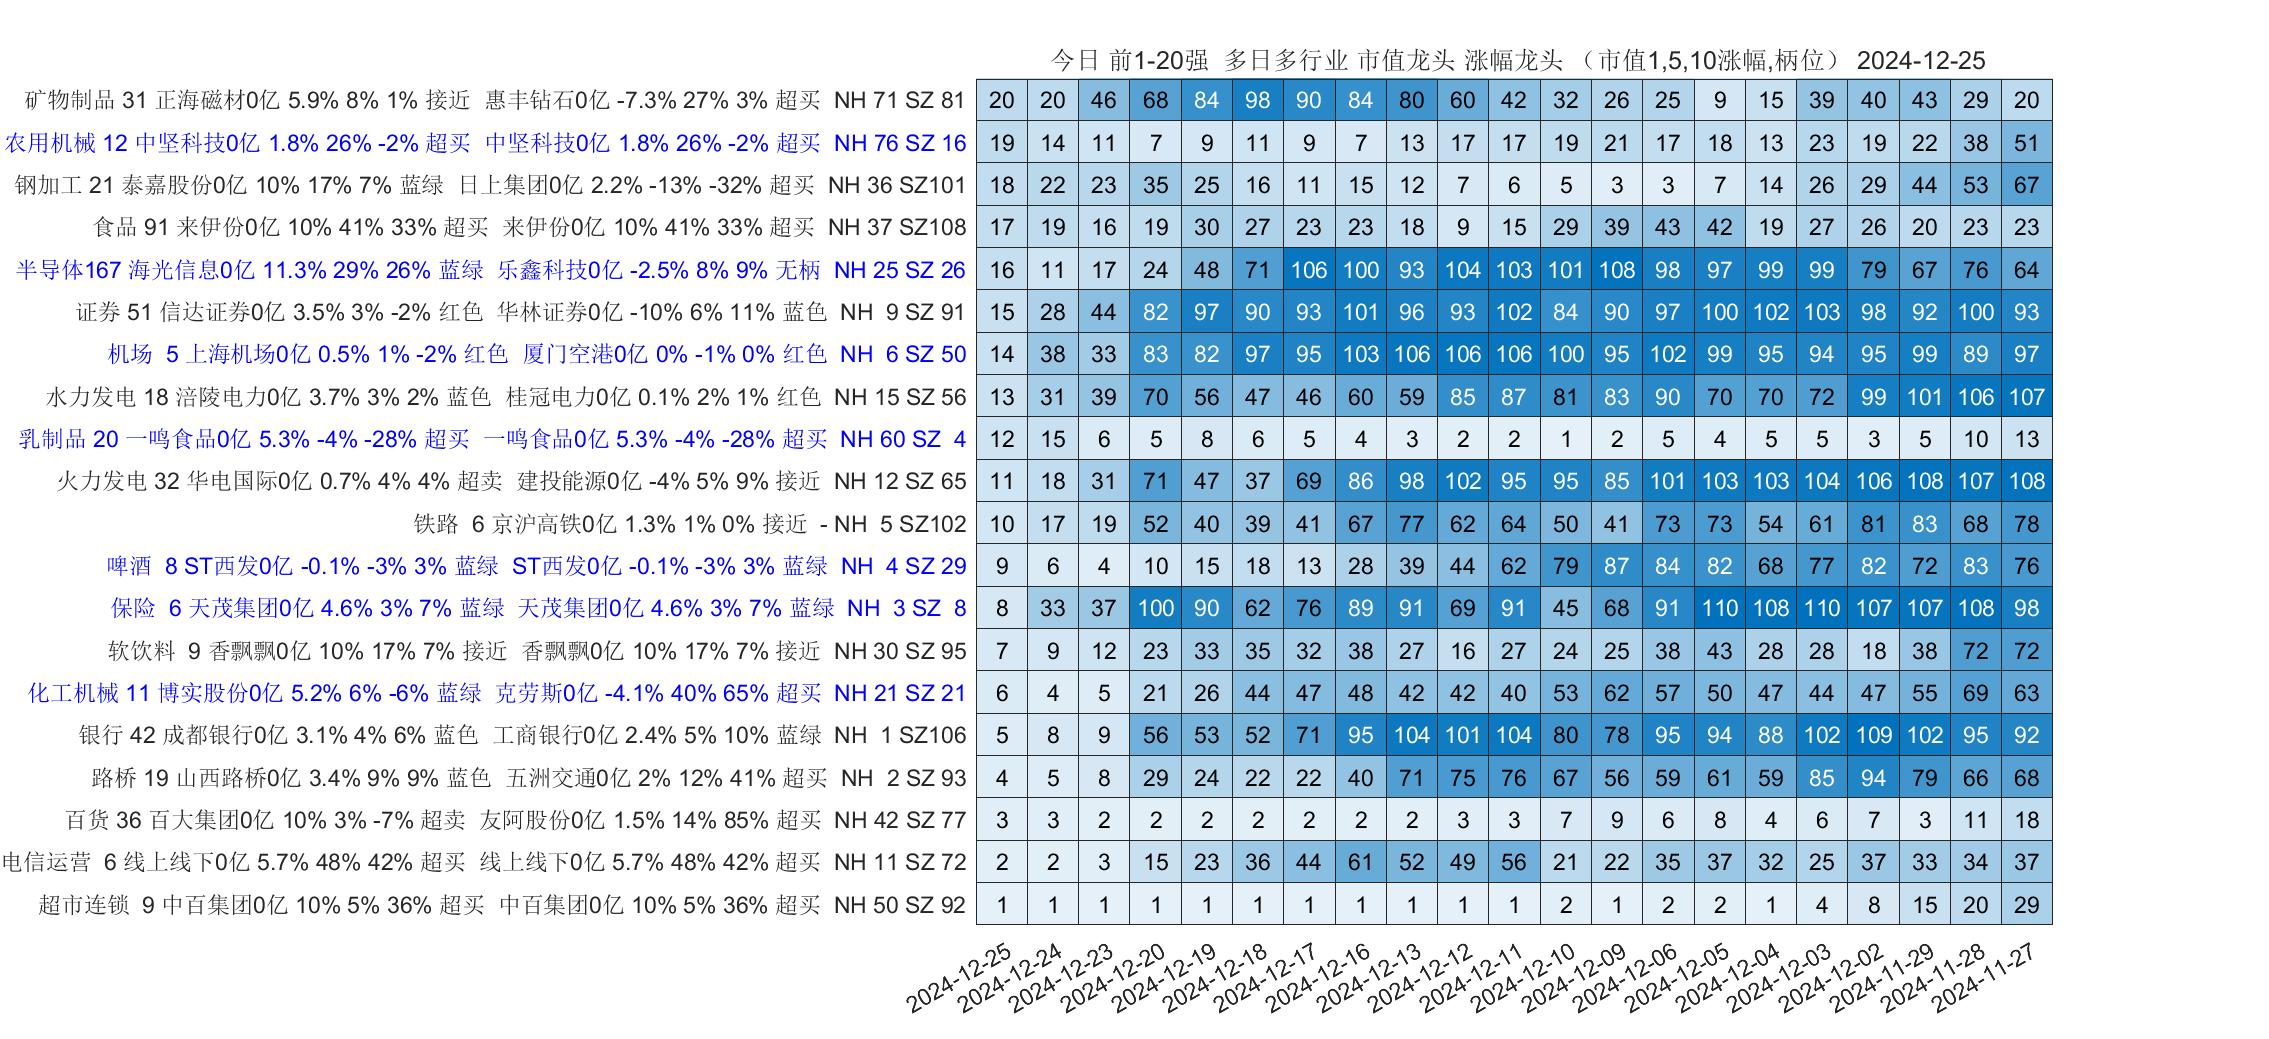 今日 前1-20强 多日多行业 市值龙头 涨幅龙头 （市值1,5,10涨幅,柄位） 2024-12-25
矿物制品 31 正海磁材0亿 5.9% 8% 1% 接近 惠丰钻石0亿 -7.3% 27% 3% 超买 NH 71 SZ 81 20 20 46 68 84 98 90 84 80 60 42 32 26 25 9 15 39 40 43 29 20
农用机械 12 中坚科技0亿 1.8% 26% -2% 超买 中坚科技0亿 1.8% 26% -2% 超买 NH 76 SZ 16 19 14 11 7 9 11 9 7 13 17 17 19 21 17 18 13 23 19 22 38 51
钢加工 21 泰嘉股份0亿 10% 17% 7% 蓝绿 日上集团0亿 2.2% -13% -32% 超买 NH 36 SZ101 18 22 23 35 25 16 11 15 12 7 6 5 3 3 7 14 26 29 44 53 67
食品 91 来伊份0亿 10% 41% 33% 超买 来伊份0亿 10% 41% 33% 超买 NH 37 SZ108 17 19 16 19 30 27 23 23 18 9 15 29 39 43 42 19 27 26 20 23 23
半导体167 海光信息0亿 11.3% 29% 26% 蓝绿 乐鑫科技0亿 -2.5% 8% 9% 无柄 NH 25 SZ 26 16 11 17 24 48 71 106 100 93 104 103 101 108 98 97 99 99 79 67 76 64
证券 51 信达证券0亿 3.5% 3% -2% 红色 华林证券0亿 -10% 6% 11% 蓝色 NH 9 SZ 91 15 28 44 82 97 90 93 101 96 93 102 84 90 97 100 102 103 98 92 100 93
机场 5 上海机场0亿 0.5% 1% -2% 红色 厦门空港0亿 0% -1% 0% 红色 NH 6 SZ 50 14 38 33 83 82 97 95 103 106 106 106 100 95 102 99 95 94 95 99 89 97
水力发电 18 涪陵电力0亿 3.7% 3% 2% 蓝色 桂冠电力0亿 0.1% 2% 1% 红色 NH 15 SZ 56 13 31 39 70 56 47 46 60 59 85 87 81 83 90 70 70 72 99 101 106 107
乳制品 20 一鸣食品0亿 5.3% -4% -28% 超买 一鸣食品0亿 5.3% -4% -28% 超买 NH 60 SZ 4 12 15 6 5 8 6 5 4 3 2 2 1 2 5 4 5 5 3 5 10 13
火力发电 32 华电国际0亿 0.7% 4% 4% 超卖 建投能源0亿 -4% 5% 9% 接近 NH 12 SZ 65 11 18 31 71 47 37 69 86 98 102 95 95 85 101 103 103 104 106 108 107 108
铁路 6 京沪高铁0亿 1.3% 1% 0% 接近 - NH 5 SZ102 10 17 19 52 40 39 41 67 77 62 64 50 41 73 73 54 61 81 83 68 78
啤酒 8 ST西发0亿 -0.1% -3% 3% 蓝绿 ST西发0亿 -0.1% -3% 3% 蓝绿 NH 4 SZ 29 9 6 4 10 15 18 13 28 39 44 62 79 87 84 82 68 77 82 72 83 76
保险 6 天茂集团0亿 4.6% 3% 7% 蓝绿 天茂集团0亿 4.6% 3% 7% 蓝绿 NH 3 SZ 8 8 33 37 100 90 62 76 89 91 69 91 45 68 91 110 108 110 107 107 108 98
软饮料 9 香飘飘0亿 10% 17% 7% 接近 香飘飘0亿 10% 17% 7% 接近 NH 30 SZ 95 7 9 12 23 33 35 32 38 27 16 27 24 25 38 43 28 28 18 38 72 72
化工机械 11 博实股份0亿 5.2% 6% -6% 蓝绿 克劳斯0亿 -4.1% 40% 65% 超买 NH 21 SZ 21 6 4 5 21 26 44 47 48 42 42 40 53 62 57 50 47 44 47 55 69 63
银行 42 成都银行0亿 3.1% 4% 6% 蓝色 工商银行0亿 2.4% 5% 10% 蓝绿 NH 1 SZ106 5 8 9 56 53 52 71 95 104 101 104 80 78 95 94 88 102 109 102 95 92
路桥 19 山西路桥0亿 3.4% 9% 9% 蓝色 五洲交通0亿 2% 12% 41% 超买 NH 2 SZ 93 4 5 8 29 24 22 22 40 71 75 76 67 56 59 61 59 85 94 79 66 68
百货 36 百大集团0亿 10% 3% -7% 超卖 友阿股份0亿 1.5% 14% 85% 超买 NH 42 SZ 77 3 3 2 2 2 2 2 2 2 3 3 7 9 6 8 4 6 7 3 11 18
电信运营 6 线上线下0亿 5.7% 48% 42% 超买 线上线下0亿 5.7% 48% 42% 超买 NH 11 SZ 72 2 2 3 15 23 36 44 61 52 49 56 21 22 35 37 32 25 37 33 34 37
超市连锁 9 中百集团0亿 10% 5% 36% 超买 中百集团0亿 10% 5% 36% 超买 NH 50 SZ 92 1 1 1 1 1 1 1 1 1 1 1 2 1 2 2 1 4 8 15 20 29
2024-12-25 2024-12-24 2024-12-23 2024-12-20 2024-12-19 2024-12-18 2024-12-17 2024-12-16 2024-12-13 2024-12-12 2024-12-11 2024-12-10 2024-12-09 2024-12-06 2024-12-05 2024-12-04 2024-12-03 2024-12-02 2024-11-29 2024-11-28 2024-11-27